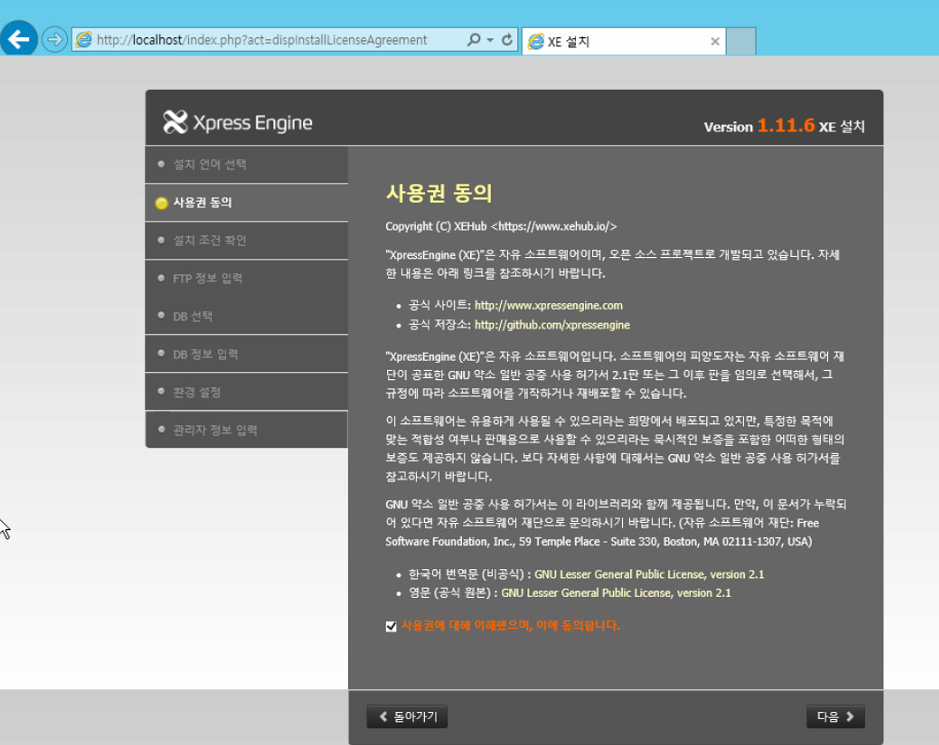 http://localhost/index.php?act=dispInstallLicenseAgreement
XE 설치
Xpress Engine
Version 1.11.6 XE 설치
설치 언어 선택
사용권 동의
설치 조건 확인
FTP 정보 입력
DB 선택
DB 정보 입력
환경 설정
관리자 정보 입력
사용권 동의
Copyright (C) XEHub <https://www.xehub.io/>
"XpressEngine (XE)"은 자유 소프트웨어이며, 오픈 소스 프로젝트로 개발되고 있습니다. 자세
한 내용은 아래 링크를 참조하시기 바랍니다.
공식 사이트: http://www.xpressengine.com
공식 저장소: http://github.com/xpressengine
"XpressEngine (XE)"은 자유 소프트웨어입니다. 소프트웨어의 피양도자는 자유 소프트웨어 재
단이 공표한 GNU 약소 일반 공중 사용 허가서 2.1판 또는 그 이후 판을 임의로 선택해서, 그
규정에 따라 소프트웨어를 개작하거나 재배포할 수 있습니다.
이 소프트웨어는 유용하게 사용될 수 있으리라는 희망에서 배포되고 있지만, 특정한 목적에
맞는 적합성 여부나 판매용으로 사용할 수 있으리라는 묵시적인 보증을 포함한 어떠한 형태의
보증도 제공하지 않습니다. 보다 자세한 사항에 대해서는 GNU 약소 일반 공중 사용 허가서를
참고하시기 바랍니다.
GNU 약소 일반 공중 사용 허가서는 이 라이브러리와 함께 제공됩니다. 만약, 이 문서가 누락되
어 있다면 자유 소프트웨어 재단으로 문의하시기 바랍니다. (자유 소프트웨어 재단: Free
Software Foundation, Inc., 59 Temple Place - Suite 330, Boston, MA 02111-1307, USA)
한국어 번역문 (비공식) : GNU Lesser General Public License, version 2.1
영문 (공식 원본) : GNU Lesser General Public License, version 2.1
사용권에 대해 이해했으며, 이에 동의합니다.
돌아가기
다음